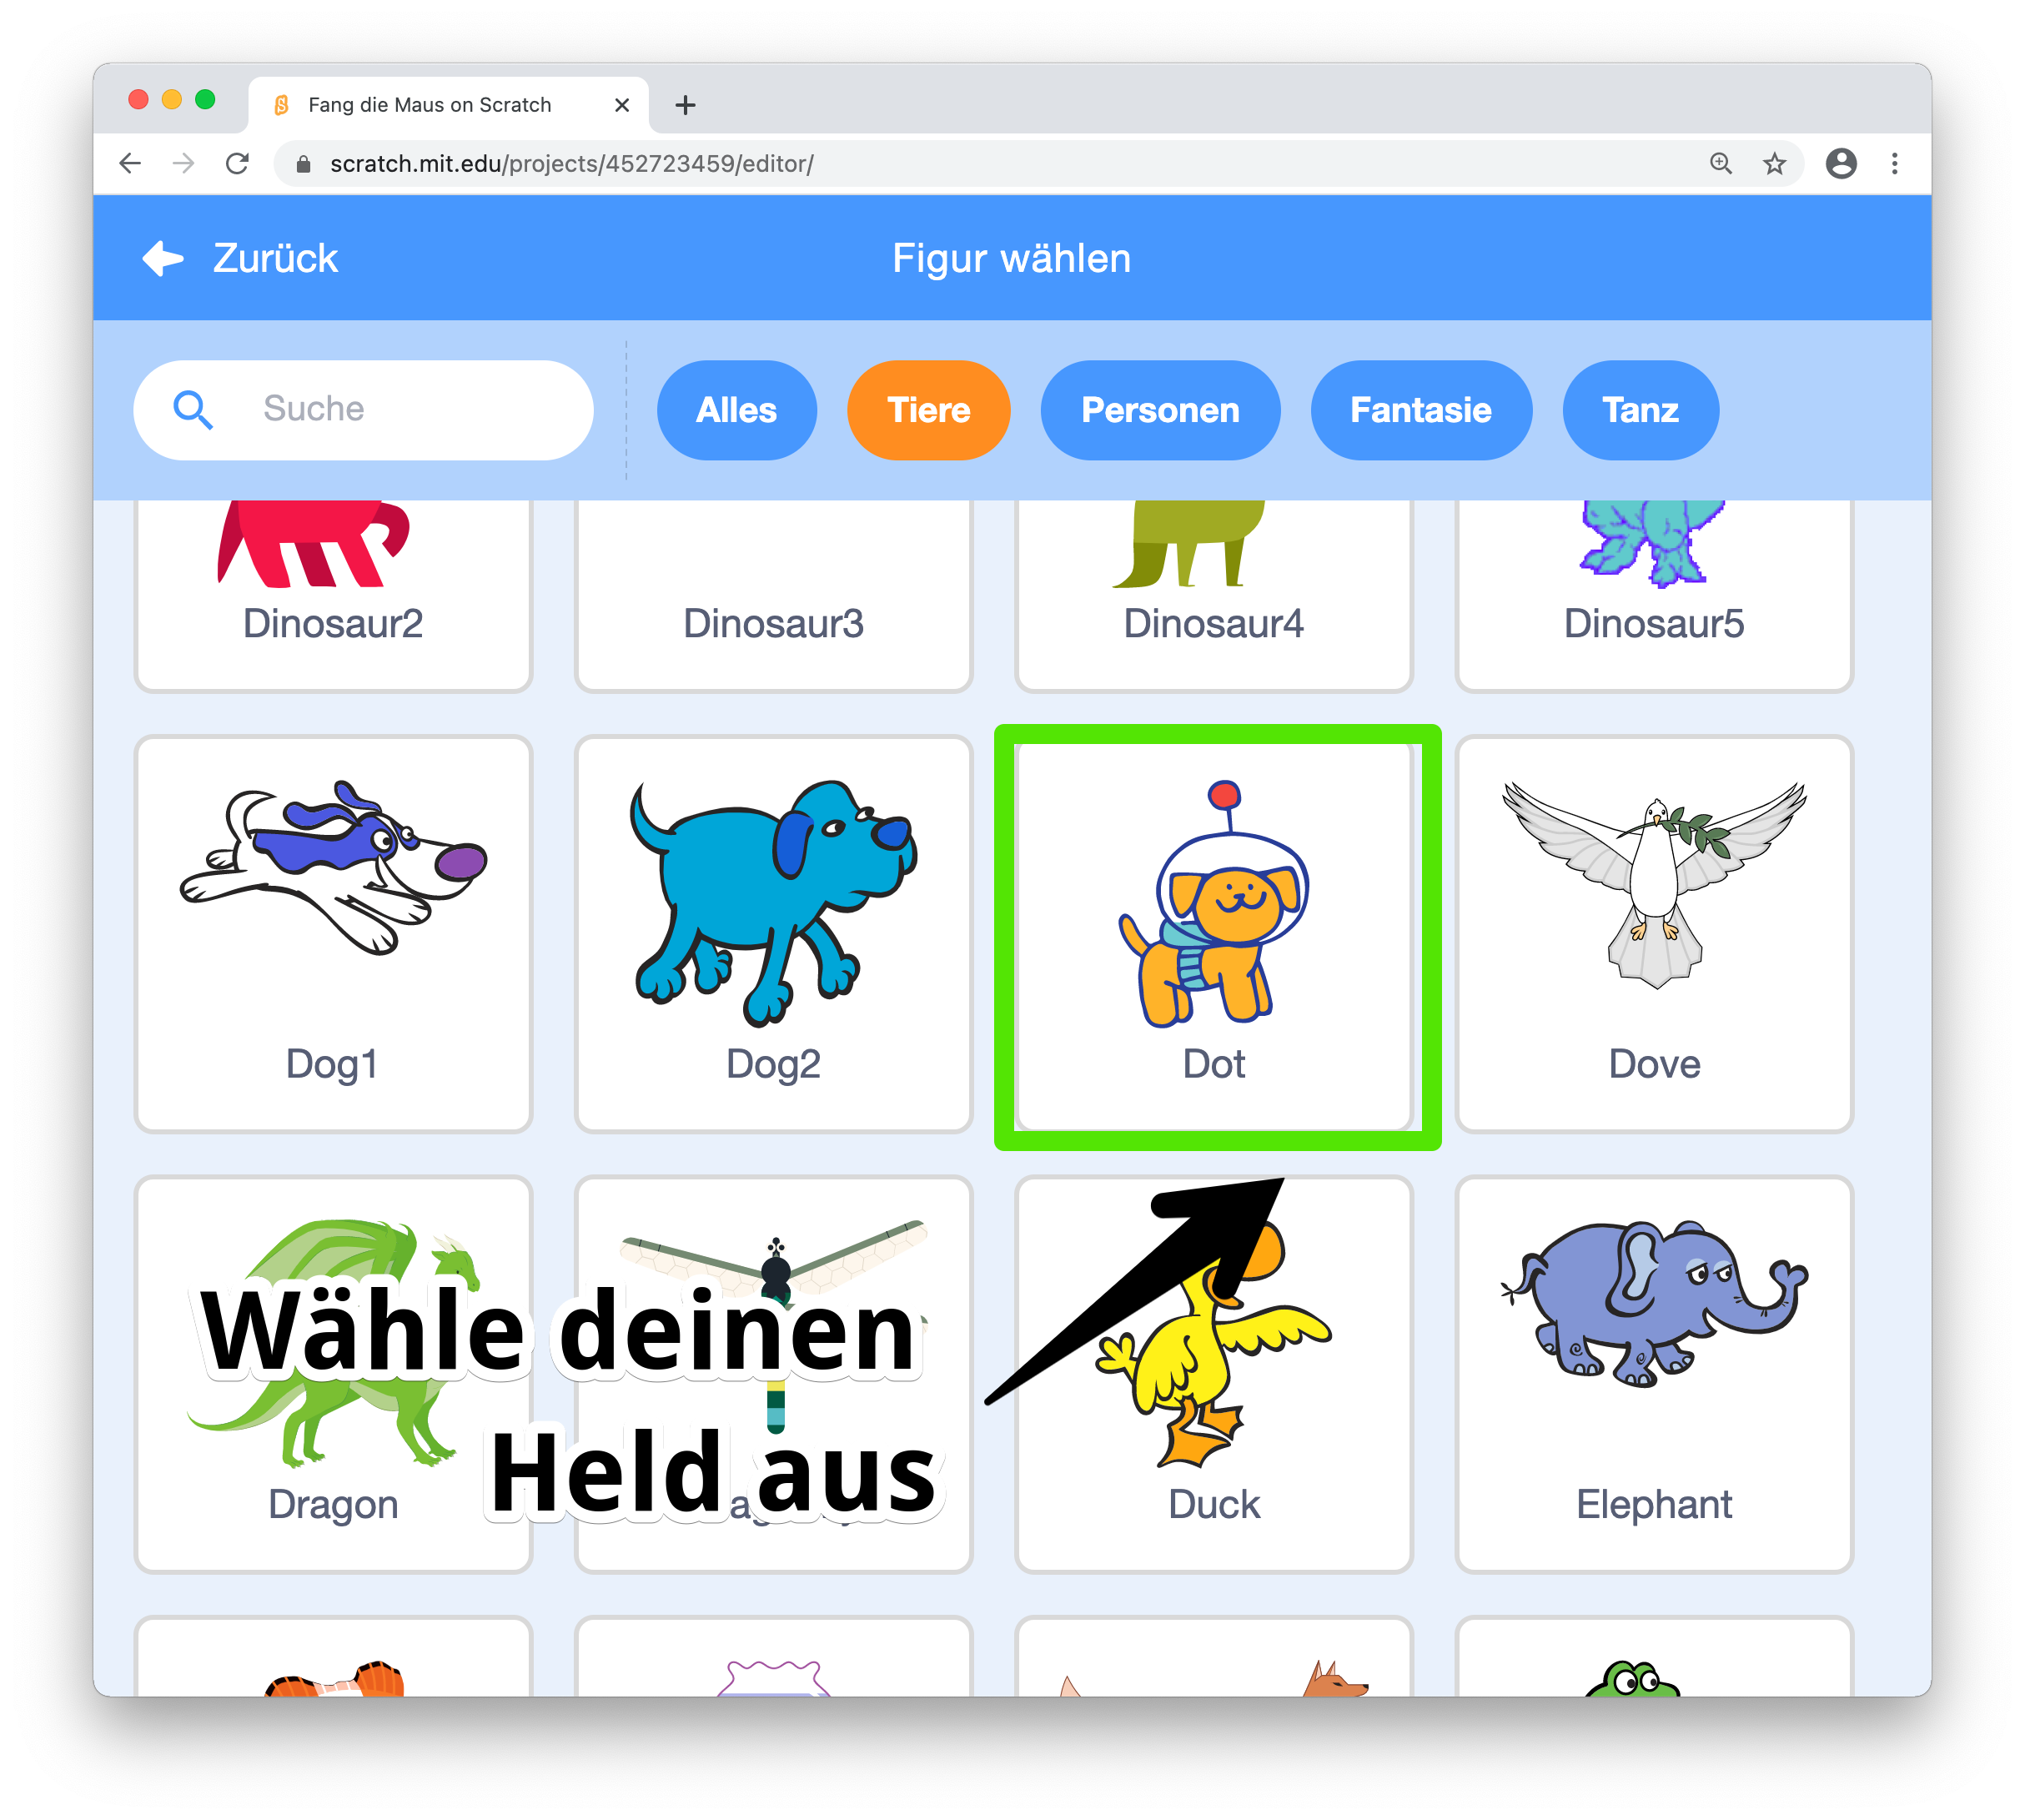 Fang die Maus on Scratch
scratch.mit.edu/projects/452723459/editor/
Zurück
Figur wählen
Suche
Alles
Tiere
Personen
Fantasie
Tanz
Dinosaur2
Dinosaur3
Dinosaur4
Dinosaur5
Dog1
Dog2
Dot
Dove
Wähle deinen
Held aus
Dragon
Duck
Elephant